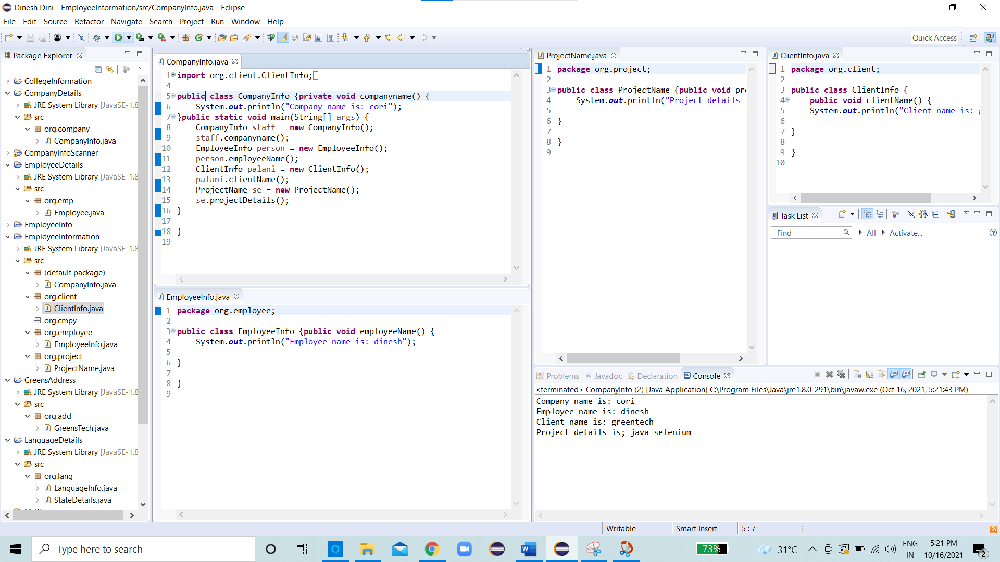 Dinesh Dini - EmployeeInformation/src/CompanyInfo.java - Eclipse
File Edit Source Refactor Navigate Search Project Run Window Help
Quick Access
Package Explorer
CollegeInformation
CompanyDetails
JRE System Library [JavaSE-1.8
src
org.company
CompanyInfo.java
CompanyInfoScanner
EmployeeDetails
JRE System Library [JavaSE-1.8
src
org.emp
Employee.java
EmployeeInfo
EmployeeInformation
JRE System Library [JavaSE-1.8
src
(default package)
CompanyInfo.java
org.client
ClientInfo.java
org.cmpy
org.employee
EmployeeInfo.java
org.project
ProjectName.java
GreensAddress
JRE System Library [JavaSE-1.8
src
org.add
GreensTech.java
LanguageDetails
JRE System Library [JavaSE-1.8
src
org.lang
LanguageInfo.java
StateDetails.java
CompanyInfo.java
1 import org.client.ClientInfo;
4
5 public class CompanyInfo {private void companyname() {
6 System.out.println("Company name is: cori");
7 }public static void main(String[] args) {
8 CompanyInfo staff = new CompanyInfo();
9 staff.companyname();
10 EmployeeInfo person = new EmployeeInfo();
11 person.employeeName();
12 ClientInfo palani = new ClientInfo();
13 palani.clientName();
14 ProjectName se = new ProjectName();
15 se.projectDetails();
16 }
17
18 }
19
EmployeeInfo.java
1 package org.employee;
2
3 public class EmployeeInfo {public void employeeName() {
4 System.out.println("Employee name is: dinesh");
5
6 }
7
8 }
9
ProjectName.java
1 package org.project;
2
3 public class ProjectName {public void pro
4 System.out.println("Project details i
5
6 }
7
8 }
9
ClientInfo.java
1 package org.client;
2
3 public class ClientInfo {
4 public void clientName() {
5 System.out.println("Client name is: g
6
7 }
8
9 }
10
Task List
Find All Activate...
Problems Javadoc Declaration Console
<terminated> CompanyInfo (2) [Java Application] C:\Program Files\Java\jre1.8.0_291\bin\javaw.exe (Oct 16, 2021, 5:21:43 PM)
Company name is: cori
Employee name is: dinesh
Client name is: greentech
Project details is; java selenium
Writable Smart Insert 5 : 7
Type here to search
73%
31°C
ENG
IN
5:21 PM
10/16/2021
2